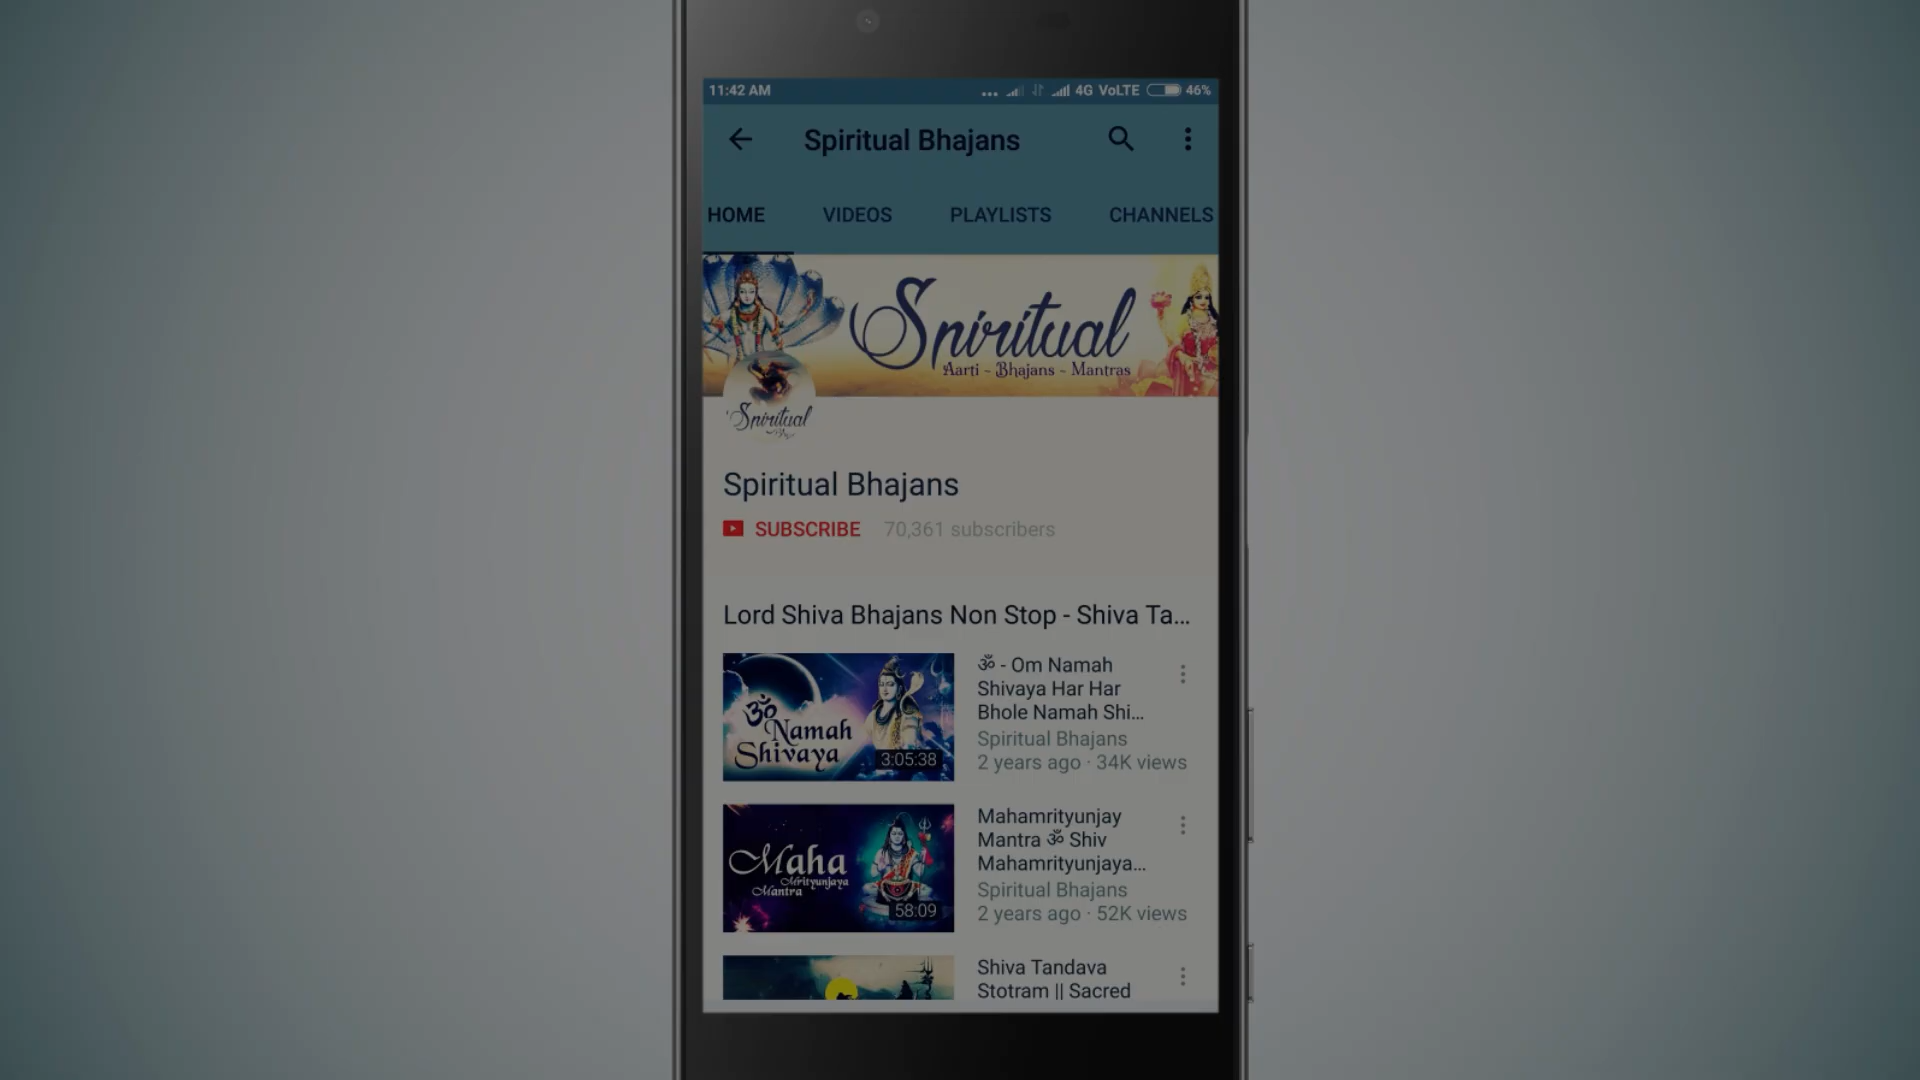 11:42 AM
4G VoLTE 46%
Spiritual Bhajans
HOME VIDEOS PLAYLISTS CHANNELS
Spiritual
Aarti - Bhajans - Mantras
Spiritual
Spiritual Bhajans
SUBSCRIBE 70,361 subscribers
Lord Shiva Bhajans Non Stop - Shiva Ta...
ॐ Namah
Shivaya
3:05:38
ॐ - Om Namah
Shivaya Har Har
Bhole Namah Shi...
Spiritual Bhajans
2 years ago · 34K views
Maha
Mrityunjaya
Mantra
58:09
Mahamrityunjay
Mantra ॐ Shiv
Mahamrityunjaya...
Spiritual Bhajans
2 years ago · 52K views
Shiva Tandava
Stotram || Sacred